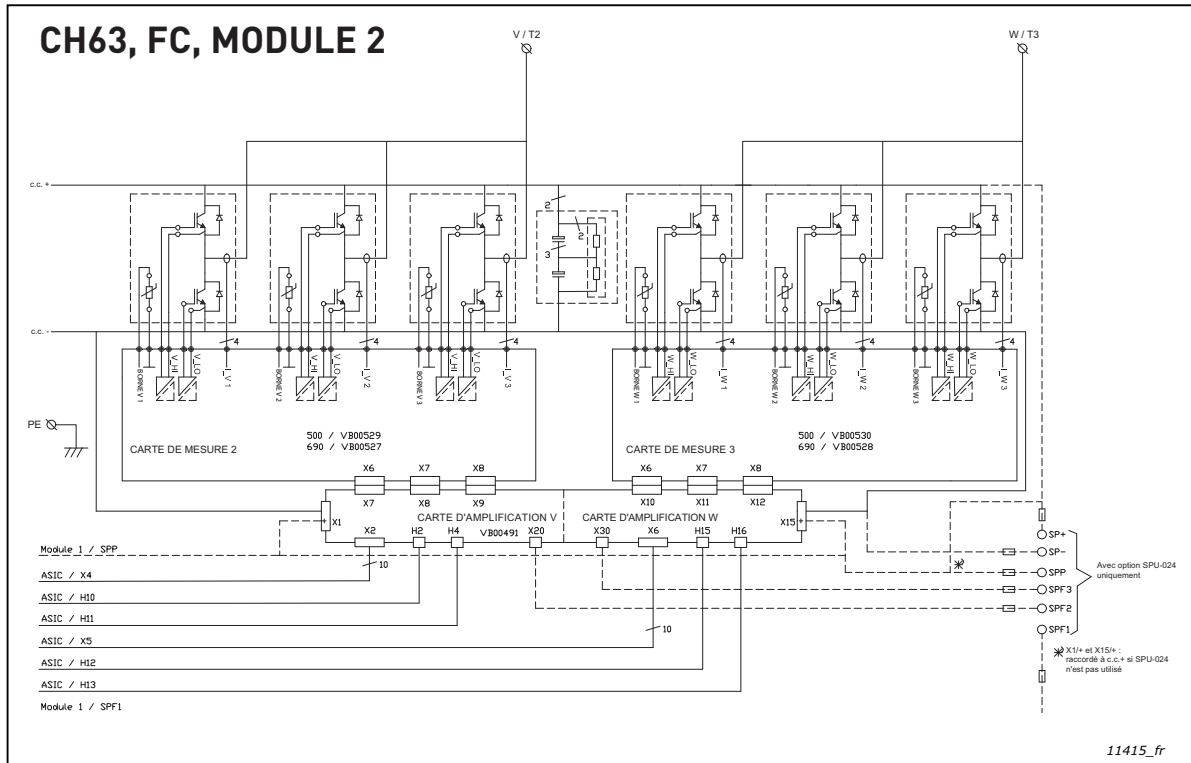 CH63, FC, MODULE 2
V / T2
W / T3
c.c. +
2
2
3
c.c. -
4
4
4
4
4
4
BORNE V 1
V_HI
V_LO
I_V 1
BORNE V 2
V_HI
V_LO
I_V 2
BORNE V 3
V_HI
V_LO
I_V 3
BORNE W 1
W_HI
W_LO
I_W 1
BORNE W 2
W_HI
W_LO
I_W 2
BORNE W 3
W_HI
W_LO
I_W 3
PE
CARTE DE MESURE 2
500 / VB00529
690 / VB00527
CARTE DE MESURE 3
500 / VB00530
690 / VB00528
X6 X7 X8
X6 X7 X8
X7 X8 X9
X10 X11 X12
+ X1
CARTE D'AMPLIFICATION V
CARTE D'AMPLIFICATION W
X15 +
VB00491
X2 H2 H4 X20 X30 X6 H15 H16
Module 1 / SPP
10
ASIC / X4
ASIC / H10
ASIC / H11
10
ASIC / X5
ASIC / H12
ASIC / H13
Module 1 / SPF1
SP+
SP-
SPP
SPF3
SPF2
SPF1
Avec option SPU-024
uniquement
X1/+ et X15/+ :
raccordé à c.c.+ si SPU-024
n'est pas utilisé
11415_fr